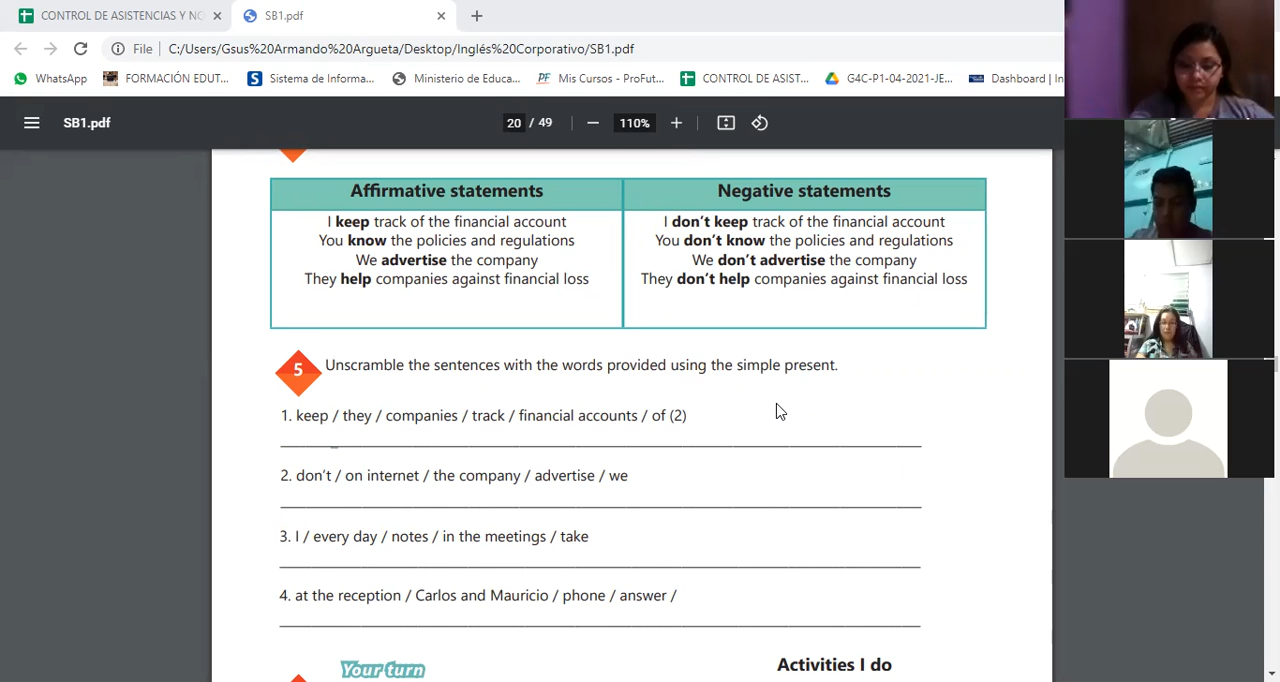 CONTROL DE ASISTENCIAS Y NO
SB1.pdf
File
C:/Users/Gsus%20Armando%20Argueta/Desktop/Inglés%20Corporativo/SB1.pdf
WhatsApp
FORMACIÓN EDUT...
Sistema de Informa...
Ministerio de Educa...
PF Mis Cursos - ProFut...
CONTROL DE ASIST...
G4C-P1-04-2021-JE...
Dashboard | In
SB1.pdf
20 / 49
110%
Affirmative statements
I keep track of the financial account
You know the policies and regulations
We advertise the company
They help companies against financial loss
Negative statements
I don't keep track of the financial account
You don't know the policies and regulations
We don't advertise the company
They don't help companies against financial loss
5 Unscramble the sentences with the words provided using the simple present.
1. keep / they / companies / track / financial accounts / of (2)
2. don't / on internet / the company / advertise / we
3. I / every day / notes / in the meetings / take
4. at the reception / Carlos and Mauricio / phone / answer /
Your turn
Activities I do